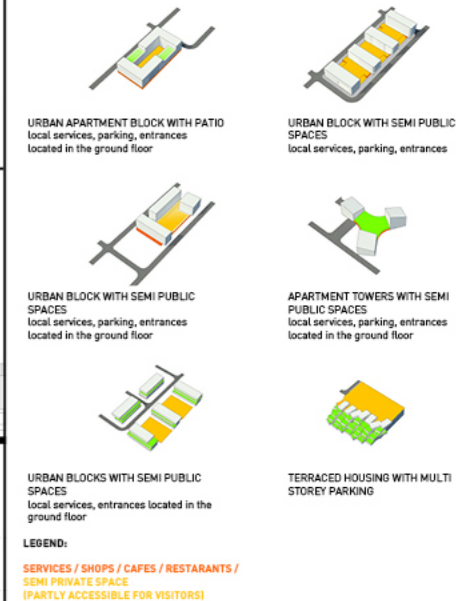 URBAN APARTMENT BLOCK WITH PATIO
local services, parking, entrances
located in the ground floor
URBAN BLOCK WITH SEMI PUBLIC
SPACES
local services, parking, entrances
URBAN BLOCK WITH SEMI PUBLIC
SPACES
local services, parking, entrances
located in the ground floor
APARTMENT TOWERS WITH SEMI
PUBLIC SPACES
local services, parking, entrances
located in the ground floor
URBAN BLOCKS WITH SEMI PUBLIC
SPACES
local services, entrances located in the
ground floor
TERRACED HOUSING WITH MULTI
STOREY PARKING
LEGEND:
SERVICES / SHOPS / CAFES / RESTARANTS /
SEMI PRIVATE SPACE
(PARTLY ACCESSIBLE FOR VISITORS)